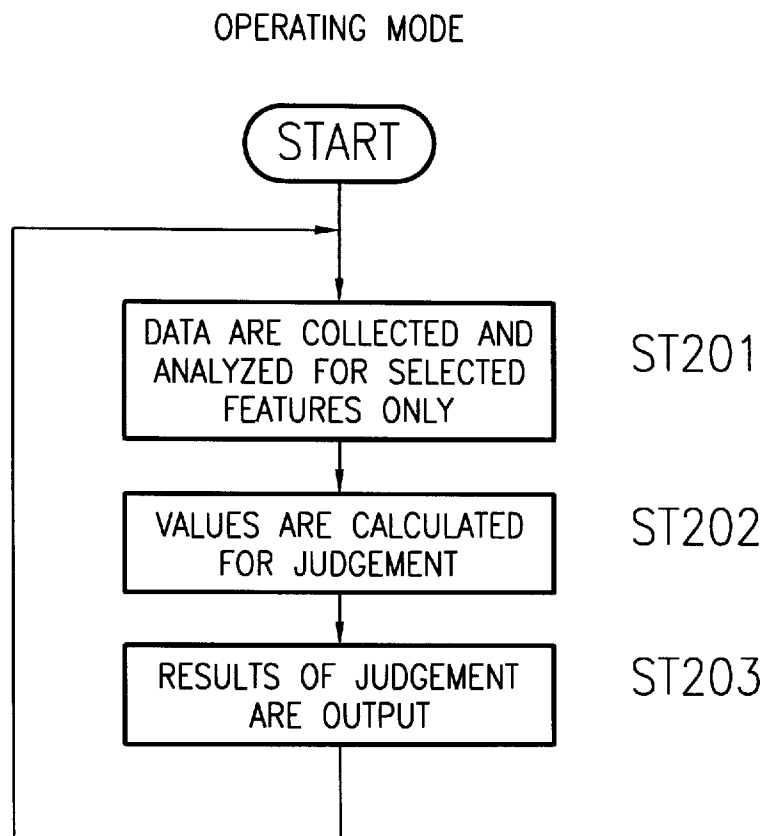 OPERATING MODE
START
DATA ARE COLLECTED AND
ANALYZED FOR SELECTED
FEATURES ONLY
ST201
VALUES ARE CALCULATED
FOR JUDGEMENT
ST202
RESULTS OF JUDGEMENT
ARE OUTPUT
ST203